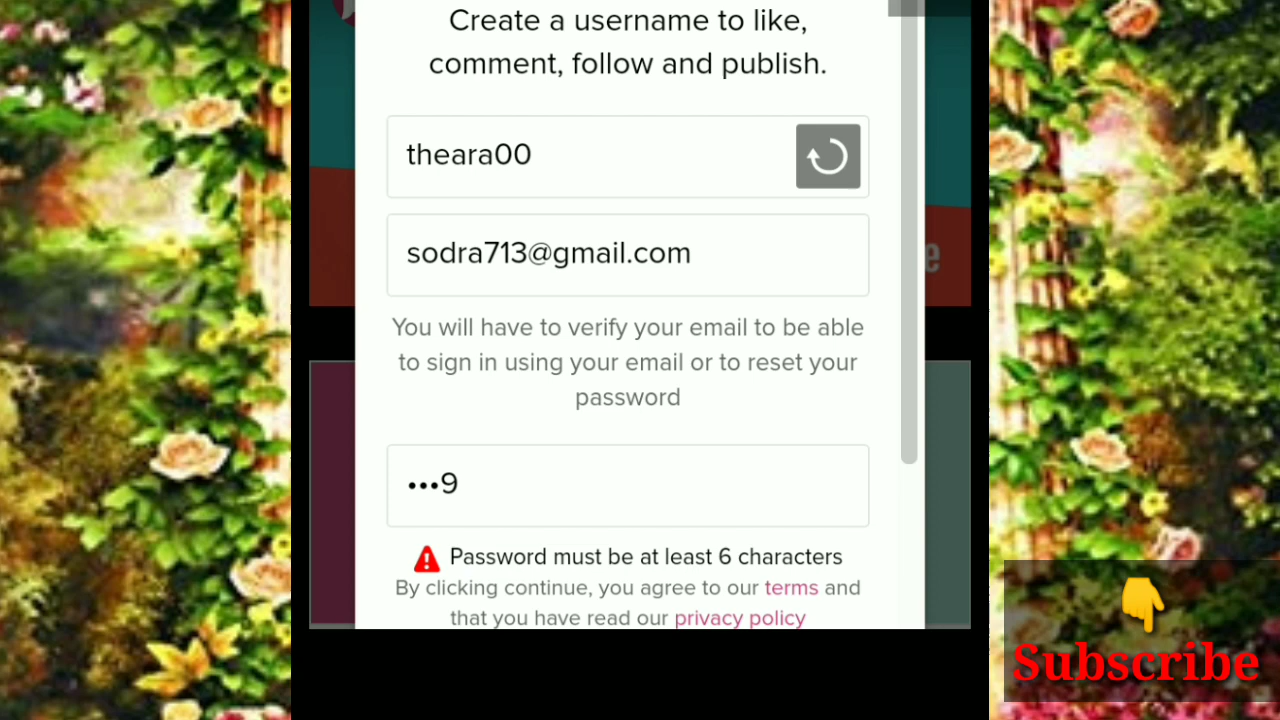 Create a username to like,
comment, follow and publish.
theara00
sodra713@gmail.com
e
You will have to verify your email to be able
to sign in using your email or to reset your
password
•••9
Password must be at least 6 characters
By clicking continue, you agree to our terms and
that you have read our privacy policy
Subscribe